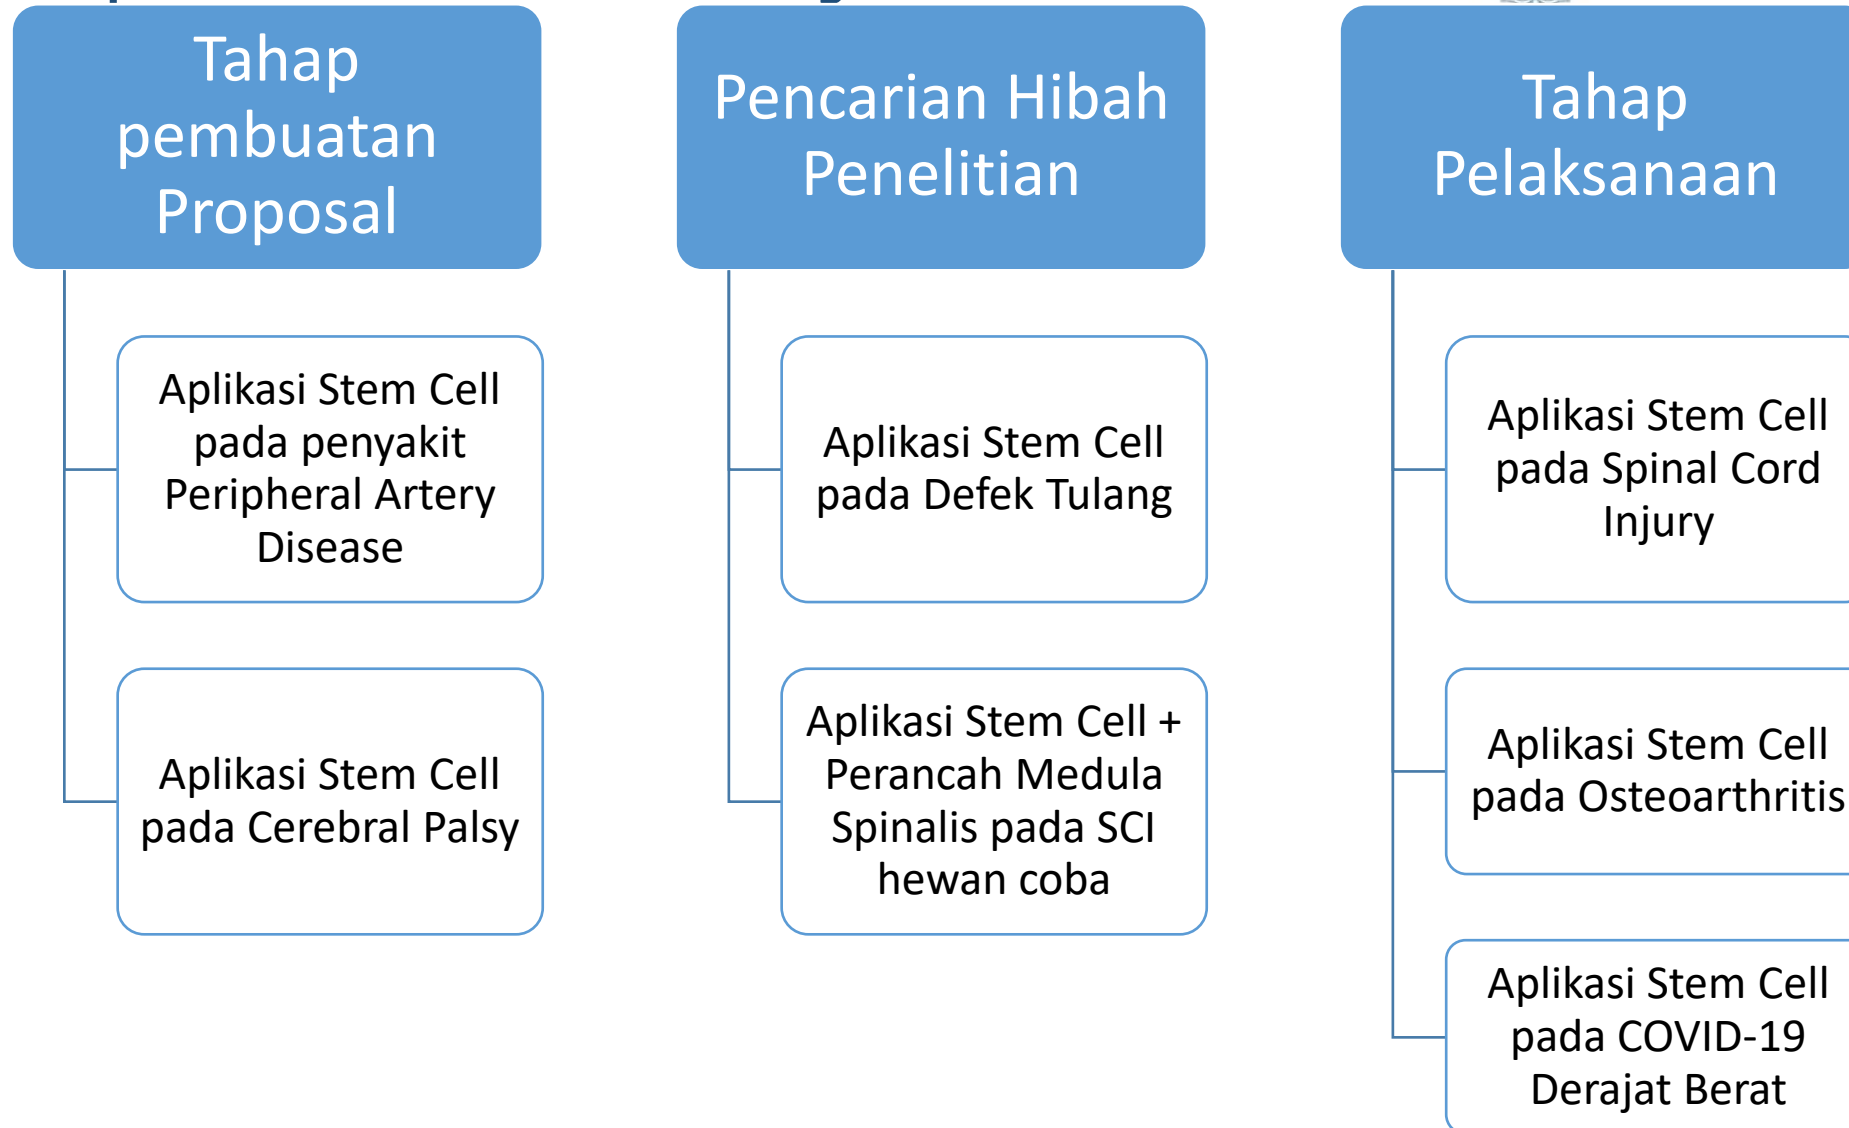 Tahap
pembuatan
Proposal
Aplikasi Stem Cell
pada penyakit
Peripheral Artery
Disease
Aplikasi Stem Cell
pada Cerebral Palsy
Pencarian Hibah
Penelitian
Aplikasi Stem Cell
pada Defek Tulang
Aplikasi Stem Cell +
Perancah Medula
Spinalis pada SCI
hewan coba
Tahap
Pelaksanaan
Aplikasi Stem Cell
pada Spinal Cord
Injury
Aplikasi Stem Cell
pada Osteoarthritis
Aplikasi Stem Cell
pada COVID-19
Derajat Berat